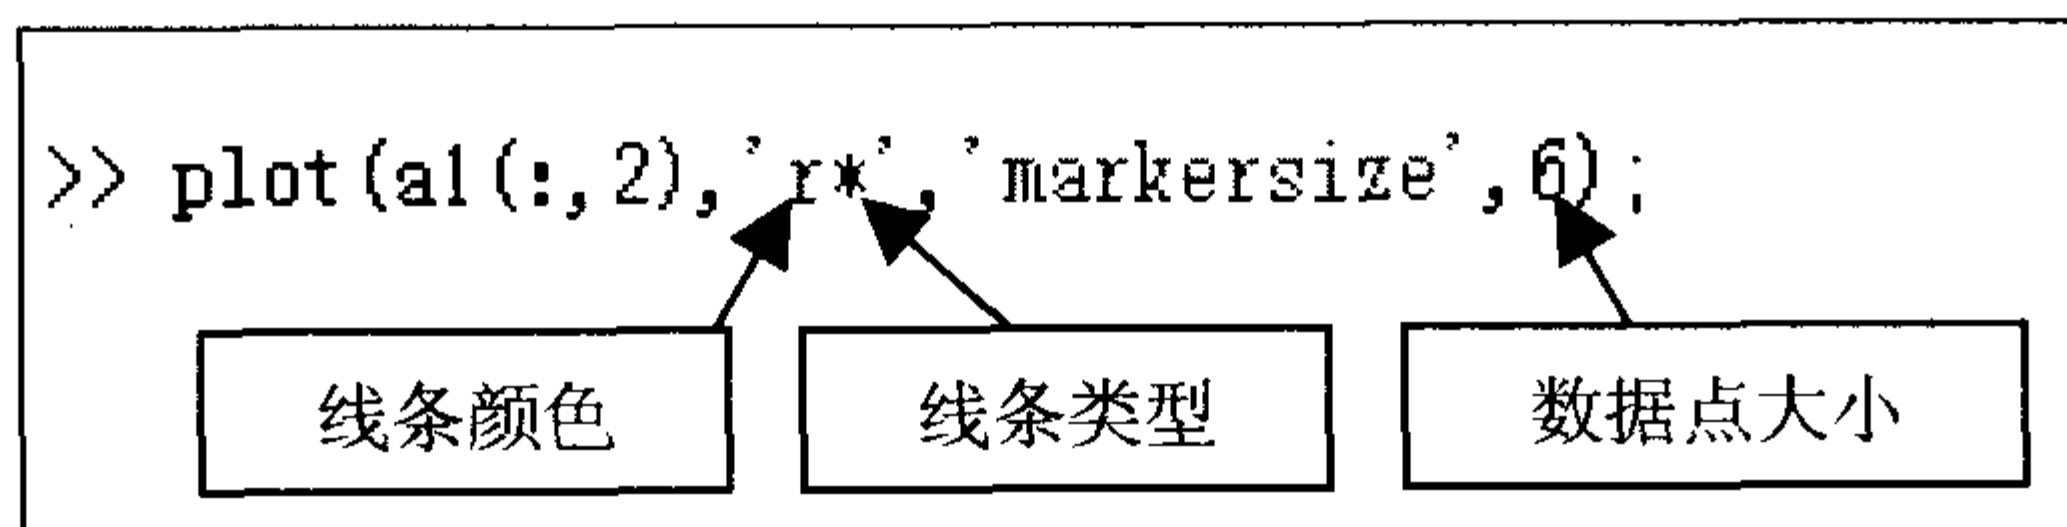 >> plot(a1(:,2),'r*','markersize',6);
线条颜色
线条类型
数据点大小